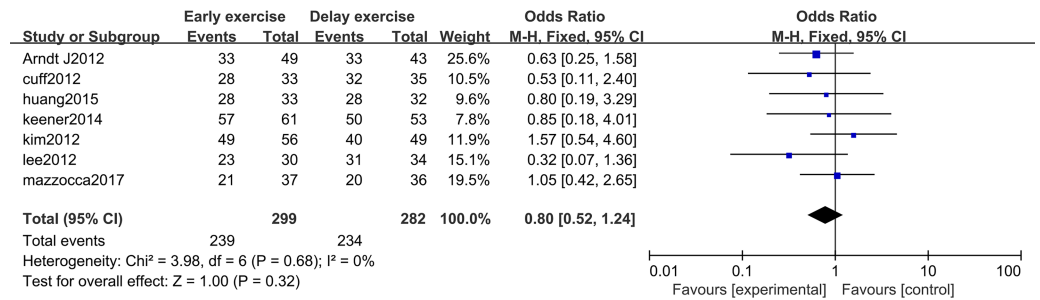 Early exercise Delay exercise Odds Ratio Odds Ratio
Study or Subgroup Events Total Events Total Weight M-H, Fixed, 95% CI M-H, Fixed, 95% CI
Arndt J2012 33 49 33 43 25.6% 0.63 [0.25, 1.58]
cuff2012 28 33 32 35 10.5% 0.53 [0.11, 2.40]
huang2015 28 33 28 32 9.6% 0.80 [0.19, 3.29]
keener2014 57 61 50 53 7.8% 0.85 [0.18, 4.01]
kim2012 49 56 40 49 11.9% 1.57 [0.54, 4.60]
lee2012 23 30 31 34 15.1% 0.32 [0.07, 1.36]
mazzocca2017 21 37 20 36 19.5% 1.05 [0.42, 2.65]
Total (95% CI) 299 282 100.0% 0.80 [0.52, 1.24]
Total events 239 234
Heterogeneity: Chi² = 3.98, df = 6 (P = 0.68); I² = 0%
Test for overall effect: Z = 1.00 (P = 0.32)
0.01 0.1 1 10 100
Favours [experimental] Favours [control]